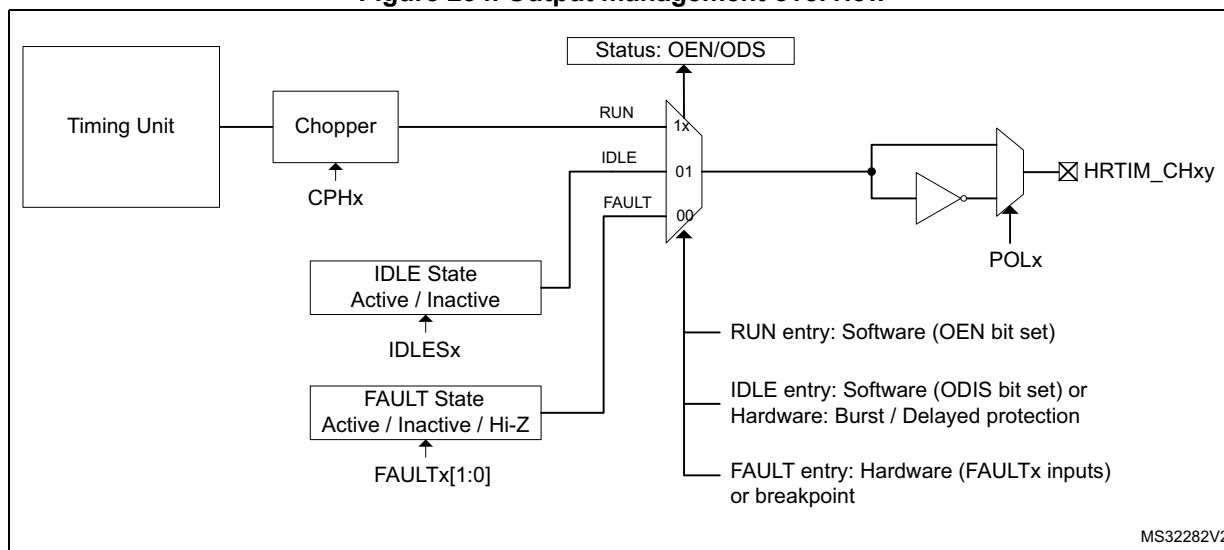 Figure Output management overview
Status: OEN/ODS
Timing Unit
Chopper
CPHx
RUN
1x
IDLE
01
FAULT
00
HRTIM_CHxy
POLx
IDLE State
Active / Inactive
IDLESx
FAULT State
Active / Inactive / Hi-Z
FAULTx[1:0]
RUN entry: Software (OEN bit set)
IDLE entry: Software (ODIS bit set) or
Hardware: Burst / Delayed protection
FAULT entry: Hardware (FAULTx inputs)
or breakpoint
MS32282V2